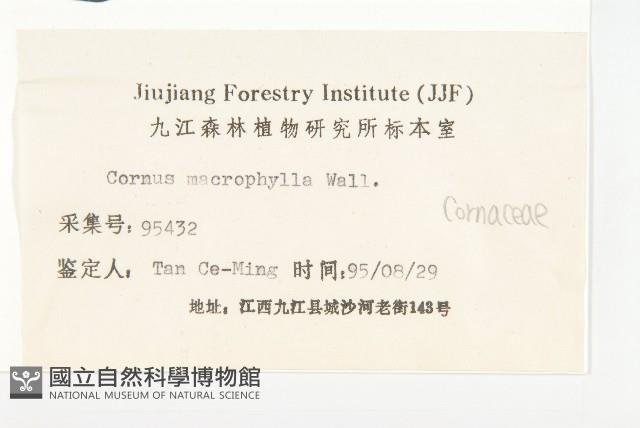 Jiujiang Forestry Institute (JJF)
九江森林植物研究所标本室
Cornus macrophylla Wall.
Cornaceae
采集号: 95432
鉴定人: Tan Ce-Ming 时间:95/08/29
地址: 江西九江县城沙河老街143号
國立自然科學博物館
NATIONAL MUSEUM OF NATURAL SCIENCE